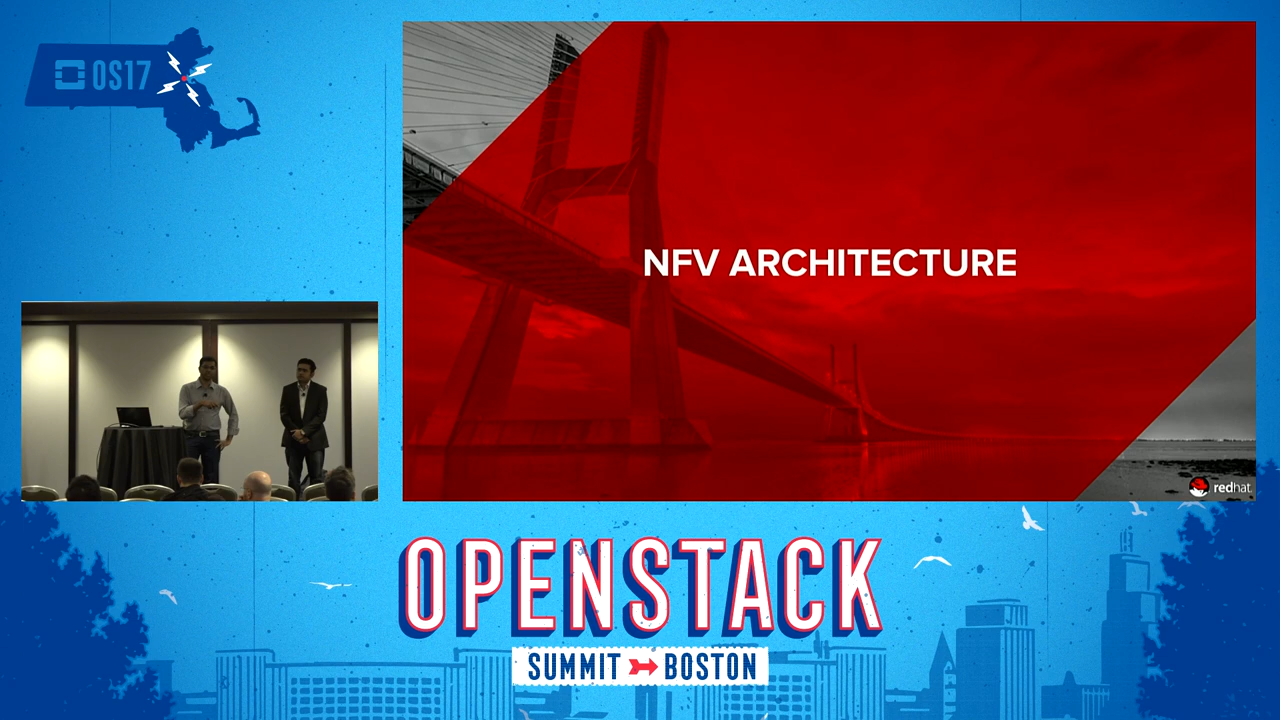 OS17
NFV ARCHITECTURE
redhat.
OPENSTACK
SUMMIT BOSTON